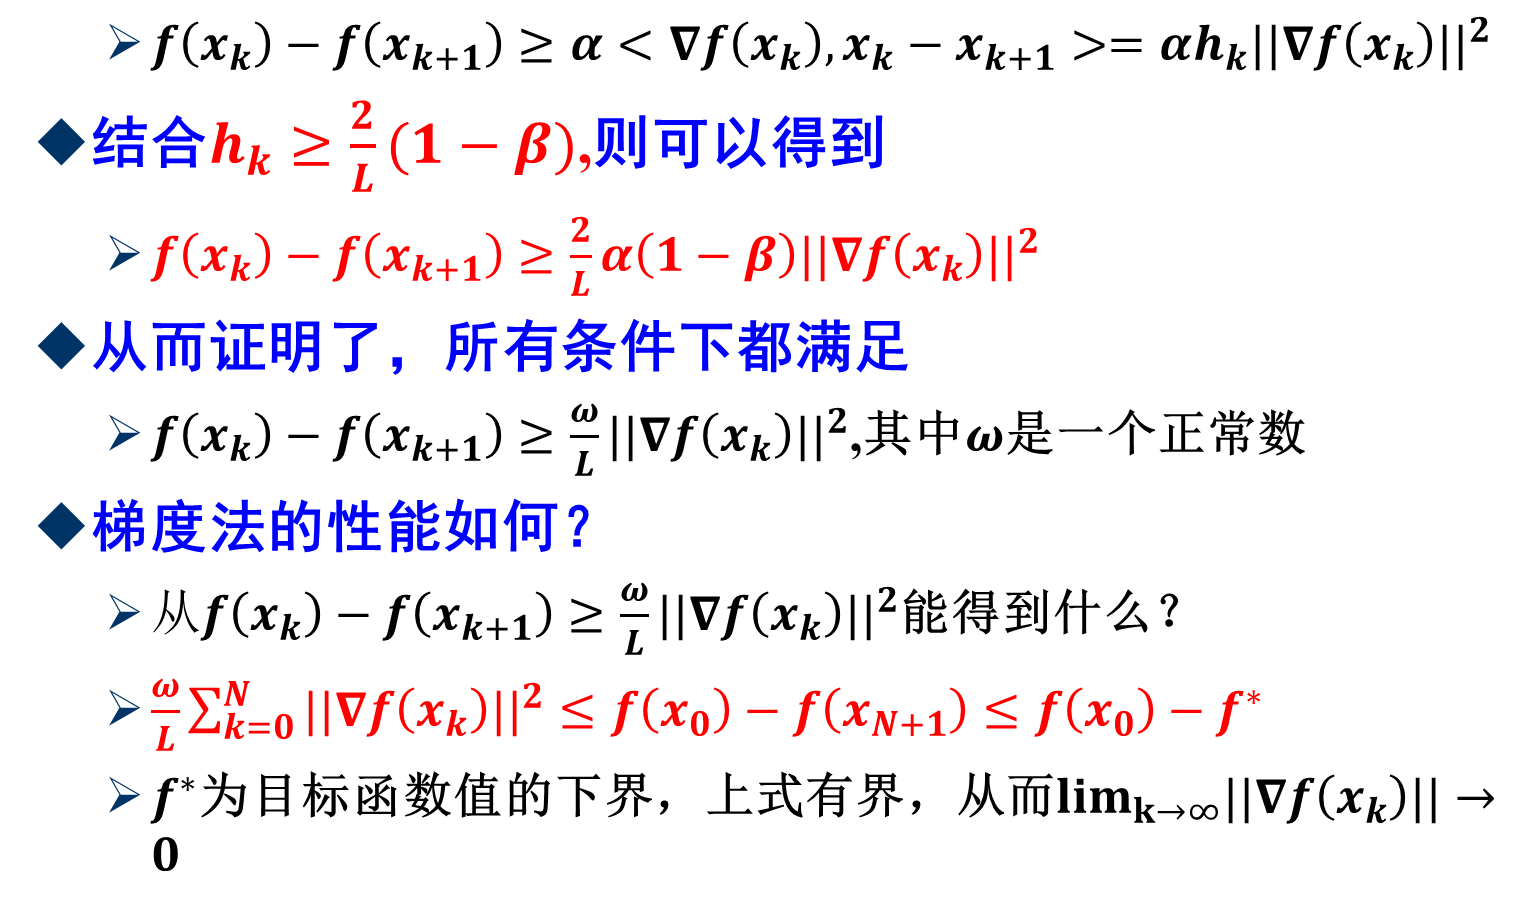 ➢ f(x_k) − f(x_{k+1}) ≥ α < ∇f(x_k), x_k − x_{k+1} >= αh_k||∇f(x_k)||²
◆结合h_k ≥ \frac{2}{L}(1 − β),则可以得到
➢ f(x_k) − f(x_{k+1}) ≥ \frac{2}{L}α(1 − β)||∇f(x_k)||²
◆从而证明了，所有条件下都满足
➢ f(x_k) − f(x_{k+1}) ≥ \frac{ω}{L}||∇f(x_k)||²,其中ω是一个正常数
◆梯度法的性能如何？
➢ 从f(x_k) − f(x_{k+1}) ≥ \frac{ω}{L}||∇f(x_k)||²能得到什么？
➢ \frac{ω}{L}∑_{k=0}^{N}||∇f(x_k)||² ≤ f(x_0) − f(x_{N+1}) ≤ f(x_0) − f^*
➢ f^*为目标函数值的下界，上式有界，从而lim_{k→∞}||∇f(x_k)|| →
0